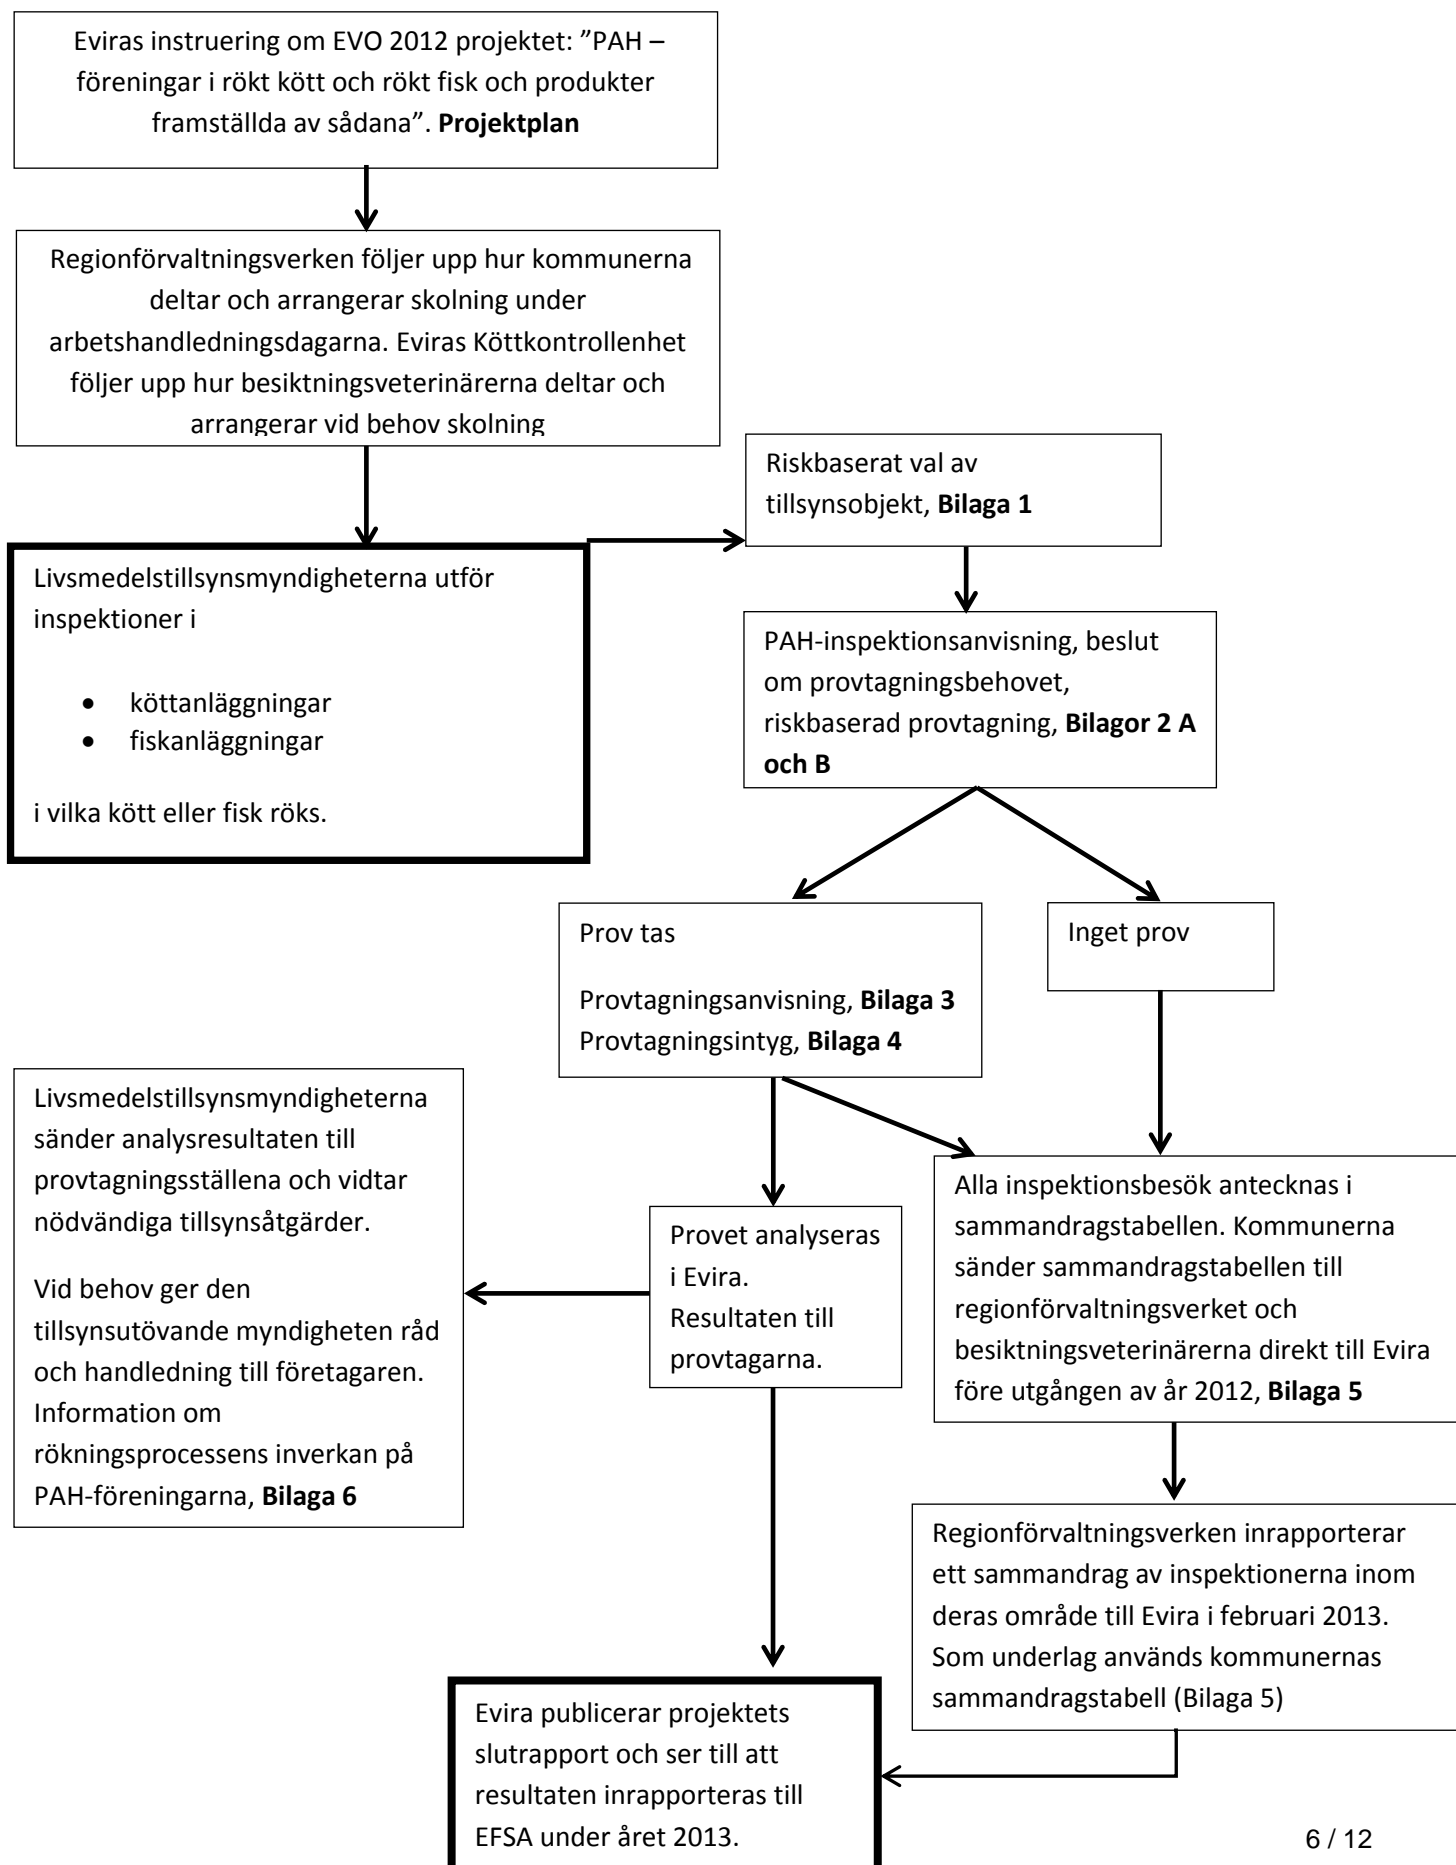 Eviras instruering om EVO 2012 projektet: ”PAH –
föreningar i rökt kött och rökt fisk och produkter
framställda av sådana”. Projektplan
Regionförvaltningsverken följer upp hur kommunerna
deltar och arrangerar skolning under
arbetshandledningsdagarna. Eviras Köttkontrollenhet
följer upp hur besiktningsveterinärerna deltar och
arrangerar vid behov skolning
Riskbaserat val av
tillsynsobjekt, Bilaga 1
Livsmedelstillsynsmyndigheterna utför
inspektioner i
• köttanläggningar
• fiskanläggningar
i vilka kött eller fisk röks.
PAH-inspektionsanvisning, beslut
om provtagningsbehovet,
riskbaserad provtagning, Bilagor 2 A
och B
Prov tas
Provtagningsanvisning, Bilaga 3
Provtagningsintyg, Bilaga 4
Inget prov
Livsmedelstillsynsmyndigheterna
sänder analysresultaten till
provtagningsställena och vidtar
nödvändiga tillsynsåtgärder.
Vid behov ger den
tillsynsutövande myndigheten råd
och handledning till företagaren.
Information om
rökningsprocessens inverkan på
PAH-föreningarna, Bilaga 6
Provet analyseras
i Evira.
Resultaten till
provtagarna.
Alla inspektionsbesök antecknas i
sammandragstabellen. Kommunerna
sänder sammandragstabellen till
regionförvaltningsverket och
besiktningsveterinärerna direkt till Evira
före utgången av år 2012, Bilaga 5
Regionförvaltningsverken inrapporterar
ett sammandrag av inspektionerna inom
deras område till Evira i februari 2013.
Som underlag används kommunernas
sammandragstabell (Bilaga 5)
Evira publicerar projektets
slutrapport och ser till att
resultaten inrapporteras till
EFSA under året 2013.
6 / 12